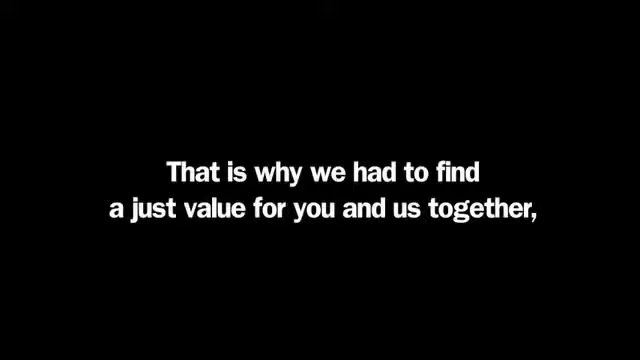 That is why we had to find
a just value for you and us together,